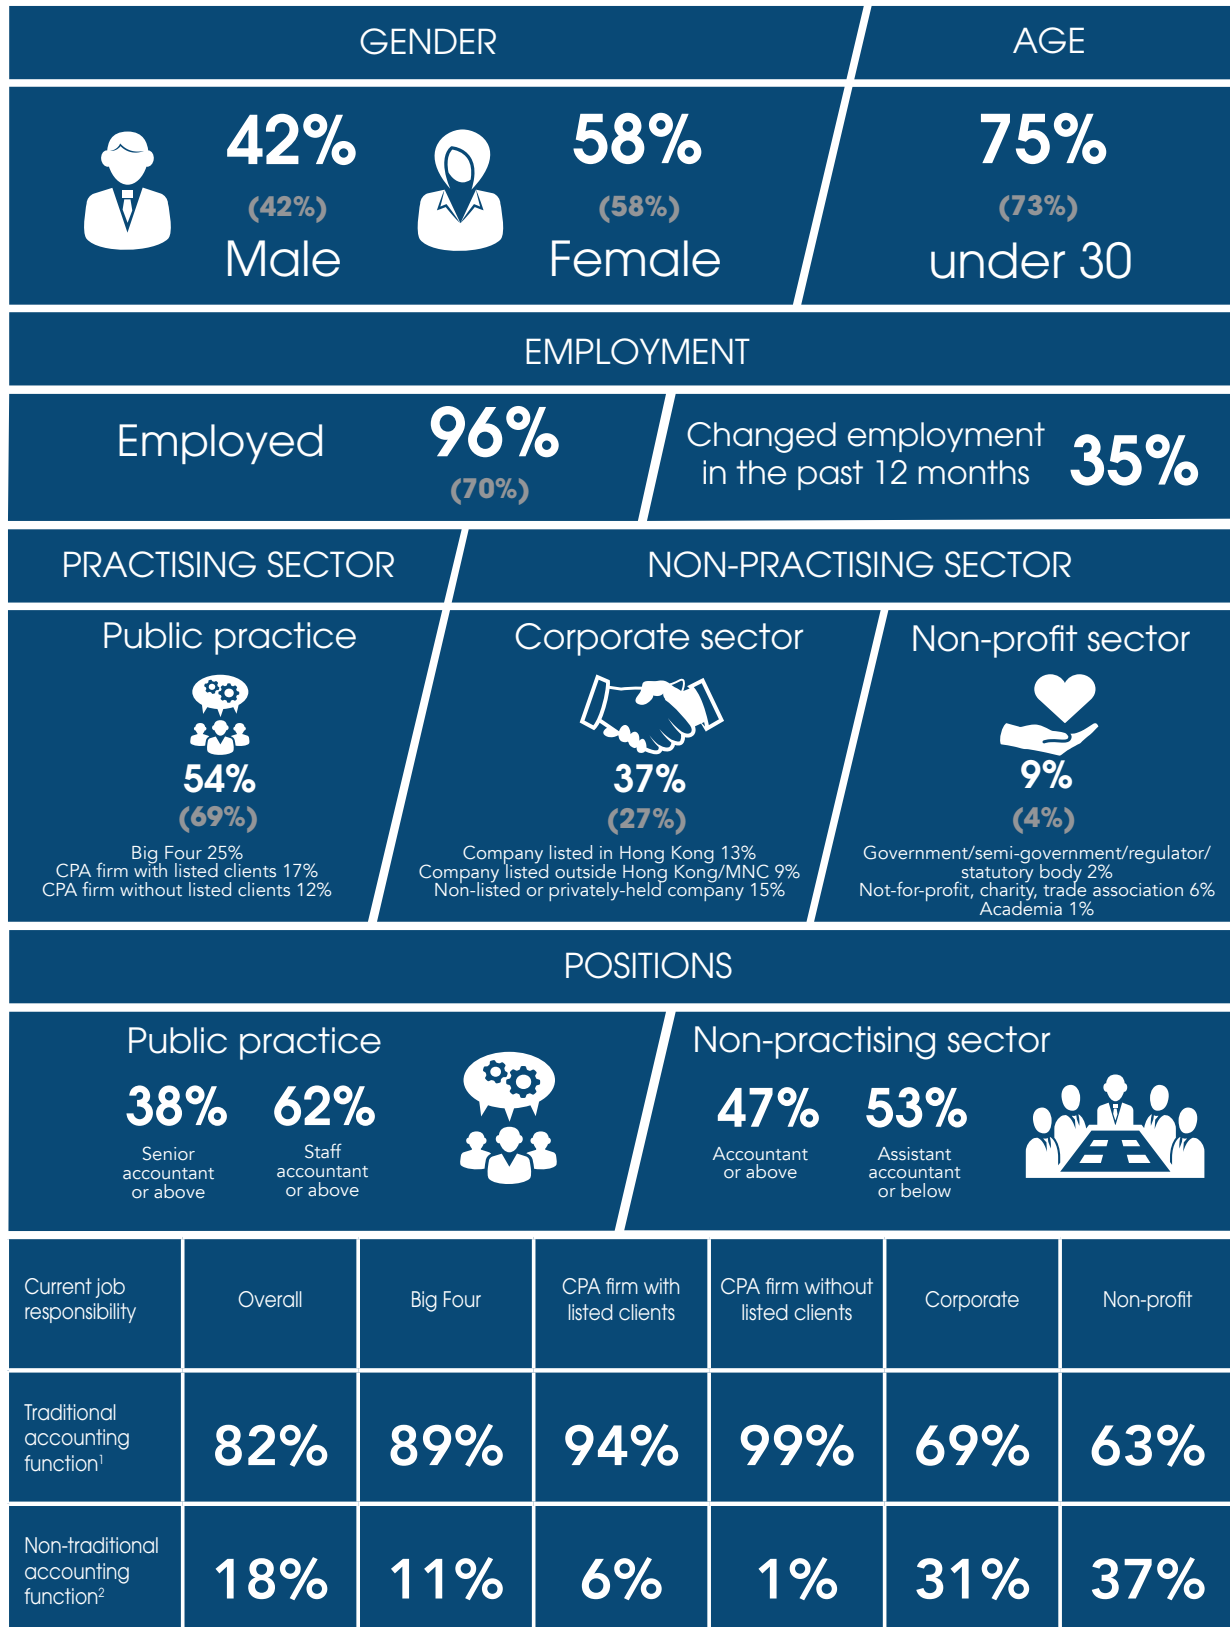 GENDER
AGE
42%
(42%)
Male
58%
(58%)
Female
75%
(73%)
under 30
EMPLOYMENT
Employed
96%
(70%)
Changed employment
in the past 12 months
35%
PRACTISING SECTOR
NON-PRACTISING SECTOR
Public practice
54%
(69%)
Big Four 25%
CPA firm with listed clients 17%
CPA firm without listed clients 12%
Corporate sector
37%
(27%)
Company listed in Hong Kong 13%
Company listed outside Hong Kong/MNC 9%
Non-listed or privately-held company 15%
Non-profit sector
9%
(4%)
Government/semi-government/regulator/
statutory body 2%
Not-for-profit, charity, trade association 6%
Academia 1%
POSITIONS
Public practice
38%
Senior
accountant
or above
62%
Staff
accountant
or above
Non-practising sector
47%
Accountant
or above
53%
Assistant
accountant
or below
Current job
responsibility
Overall
Big Four
CPA firm with
listed clients
CPA firm without
listed clients
Corporate
Non-profit
Traditional
accounting
function¹
82%
89%
94%
99%
69%
63%
Non-traditional
accounting
function²
18%
11%
6%
1%
31%
37%